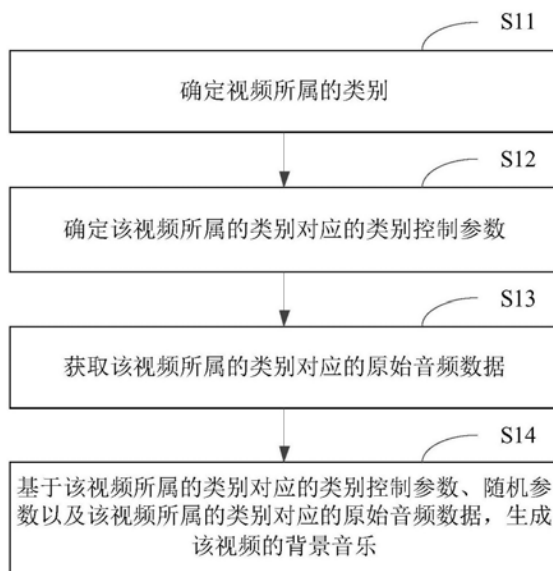 S11
确定视频所属的类别
S12
确定该视频所属的类别对应的类别控制参数
S13
获取该视频所属的类别对应的原始音频数据
S14
基于该视频所属的类别对应的类别控制参数、随机参
数以及该视频所属的类别对应的原始音频数据，生成
该视频的背景音乐